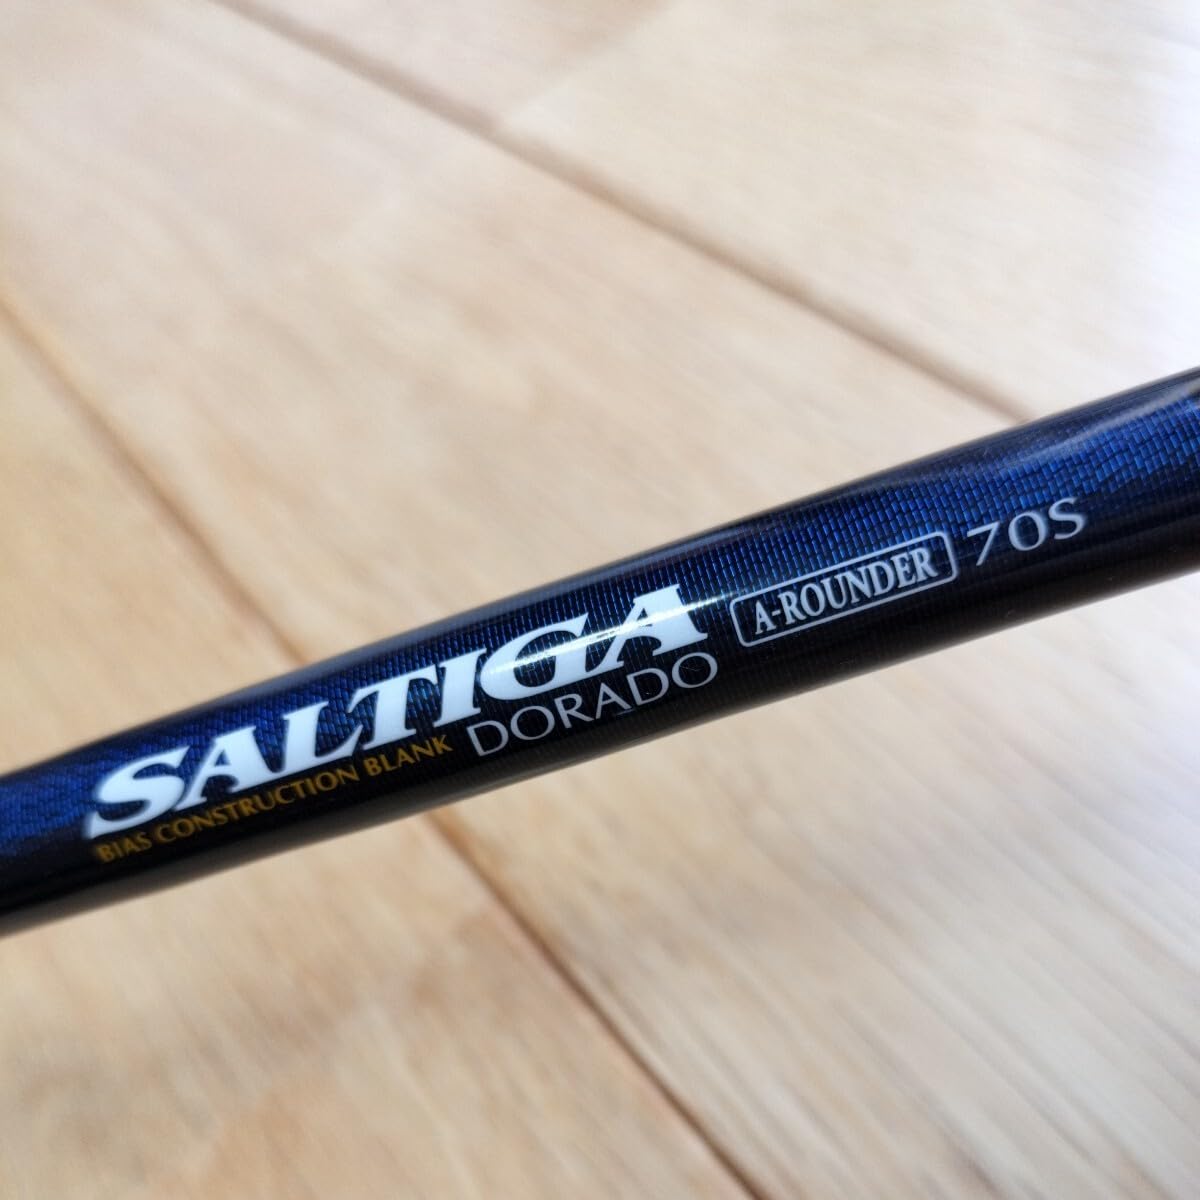 SALTIGA A-ROUNDER 70S
BIAS CONSTRUCTION BLANK DORADO